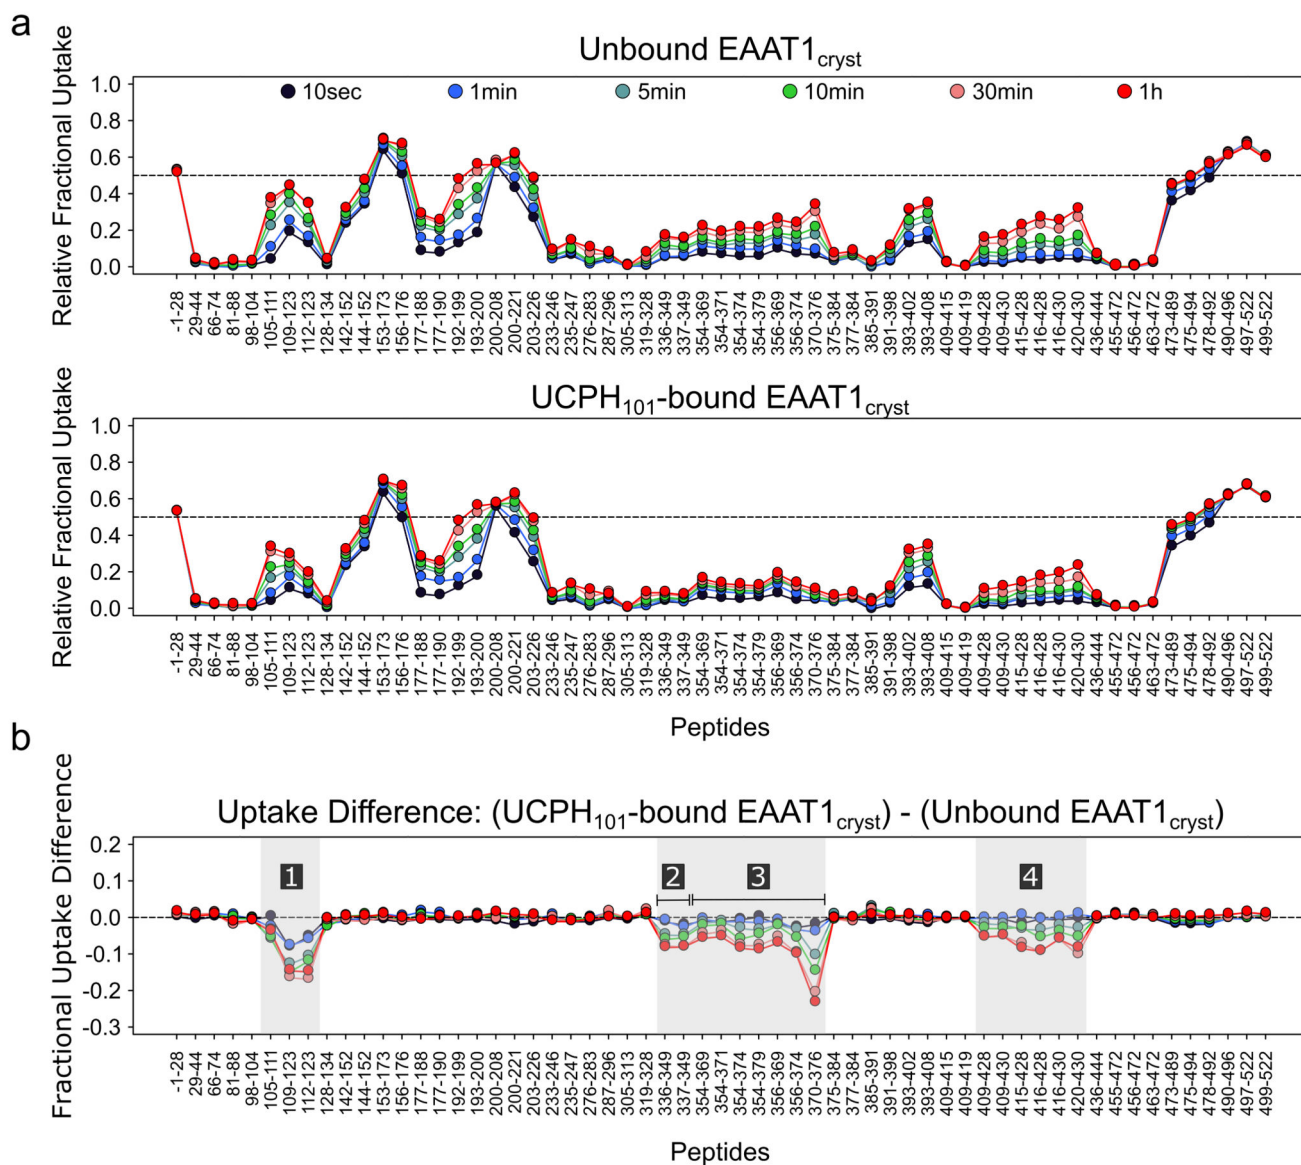 a
Unbound EAAT1cryst
Relative Fractional Uptake
1.0
0.8
0.6
0.4
0.2
0.0
10sec 1min 5min 10min 30min 1h
-1-28 29-44 66-74 81-88 98-104 105-111 109-123 112-123 128-134 142-152 144-152 153-173 156-176 177-188 177-190 192-199 193-200 200-208 200-221 203-226 233-246 235-247 276-283 287-296 305-313 319-328 336-349 337-349 354-369 354-371 354-374 354-379 356-369 356-374 370-376 375-384 377-384 385-391 391-398 393-402 393-408 409-415 409-419 409-428 409-430 415-428 416-428 416-430 420-430 436-444 455-472 456-472 463-472 473-489 475-494 478-492 490-496 497-522 499-522
UCPH101-bound EAAT1cryst
Relative Fractional Uptake
1.0
0.8
0.6
0.4
0.2
0.0
-1-28 29-44 66-74 81-88 98-104 105-111 109-123 112-123 128-134 142-152 144-152 153-173 156-176 177-188 177-190 192-199 193-200 200-208 200-221 203-226 233-246 235-247 276-283 287-296 305-313 319-328 336-349 337-349 354-369 354-371 354-374 354-379 356-369 356-374 370-376 375-384 377-384 385-391 391-398 393-402 393-408 409-415 409-419 409-428 409-430 415-428 416-428 416-430 420-430 436-444 455-472 456-472 463-472 473-489 475-494 478-492 490-496 497-522 499-522
Peptides
b
Uptake Difference: (UCPH101-bound EAAT1cryst) - (Unbound EAAT1cryst)
Fractional Uptake Difference
0.2
0.1
0.0
-0.1
-0.2
-0.3
1 2 3 4
-1-28 29-44 66-74 81-88 98-104 105-111 109-123 112-123 128-134 142-152 144-152 153-173 156-176 177-188 177-190 192-199 193-200 200-208 200-221 203-226 233-246 235-247 276-283 287-296 305-313 319-328 336-349 337-349 354-369 354-371 354-374 354-379 356-369 356-374 370-376 375-384 377-384 385-391 391-398 393-402 393-408 409-415 409-419 409-428 409-430 415-428 416-428 416-430 420-430 436-444 455-472 456-472 463-472 473-489 475-494 478-492 490-496 497-522 499-522
Peptides